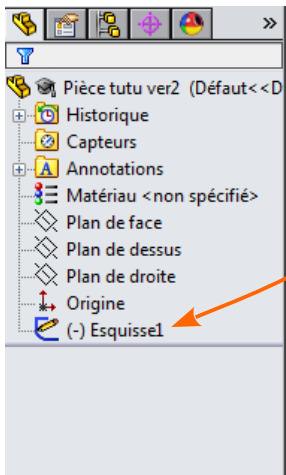 »
Pièce tutu ver2 (Défaut<<D
Historique
Capteurs
A Annotations
Matériau <non spécifié>
Plan de face
Plan de dessus
Plan de droite
Origine
(-) Esquisse1